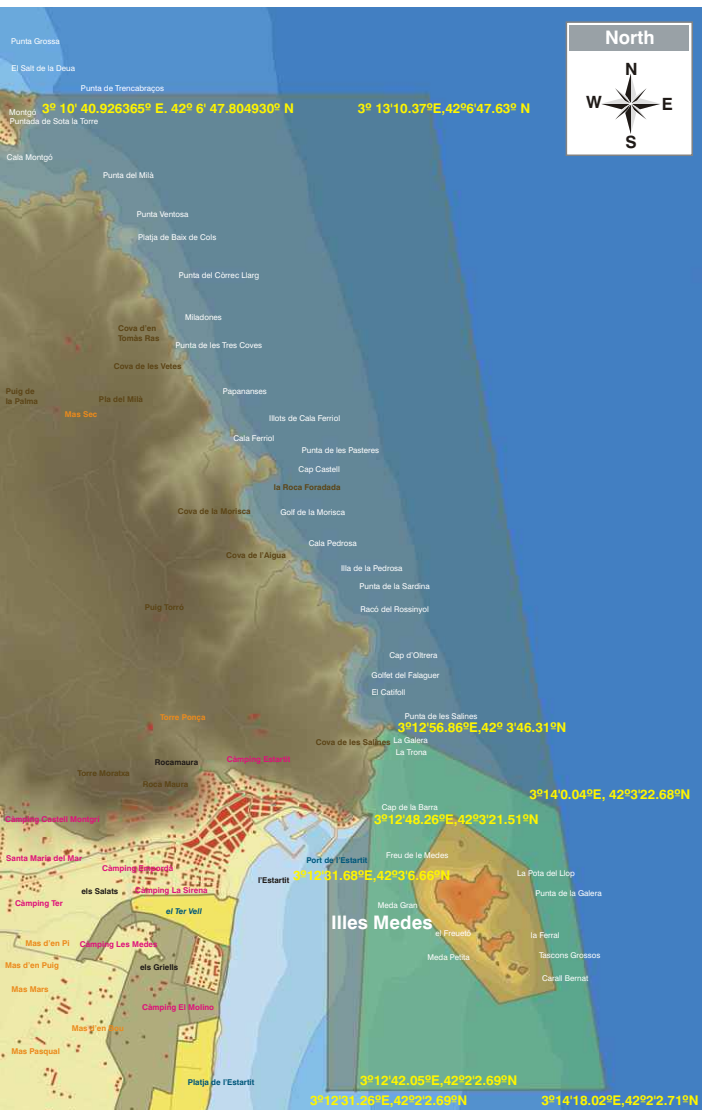 Punta Grossa
North
El Salt de la Deua
N
Punta de Trencabraços
W
E
3º 10' 40.926365º E. 42º 6' 47.804930º N
3º 13'10.37ºE,42º6'47.63º N
Montgó
Puntada de Sota la Torre
S
Cala Montgó
Punta del Milà
Punta Ventosa
Platja de Baix de Cols
Punta del Còrrec Llarg
Miladones
Cova d'en
Tomàs Ras
Punta de les Tres Coves
Cova de les Vetes
Puig de
la Palma
Pla del Milà
Papananses
Mas Sec
Illots de Cala Ferriol
Cala Ferriol
Punta de les Pasteres
Cap Castell
la Roca Foradada
Cova de la Morisca
Golf de la Morisca
Cala Pedrosa
Cova de l'Aigua
Illa de la Pedrosa
Punta de la Sardina
Puig Torró
Racó del Rossinyol
Cap d'Oltrera
Golfet del Falaguer
El Catifoll
Torre Ponça
Punta de les Salines
3º12'56.86ºE,42º 3'46.31ºN
Cova de les Salines
La Galera
La Trona
Rocamaura
Càmping Estartit
Torre Moratxa
Roca Maura
3º14'0.04ºE, 42º3'22.68ºN
Cap de la Barra
Càmping Castell Montgrí
3º12'48.26ºE,42º3'21.51ºN
Santa Maria del Mar
Freu de le Medes
Port de l'Estartit
Càmping Empordà
3º12'31.68ºE,42º3'6.66ºN
La Pota del Llop
l'Estartit
els Salats
Càmping La Sirena
Punta de la Galera
Càmping Ter
Meda Gran
el Ter Vell
Illes Medes
el Freuetó
la Ferral
Mas d'en Pi
Càmping Les Medes
Meda Petita
Tascons Grossos
Mas d'en Puig
els Griells
Carall Bernat
Mas Mars
Càmping El Molino
Mas Pasqual
Platja de l'Estartit
3º12'42.05ºE,42º2'2.69ºN
3º12'31.26ºE,42º2'2.69ºN
3º14'18.02ºE,42º2'2.71ºN